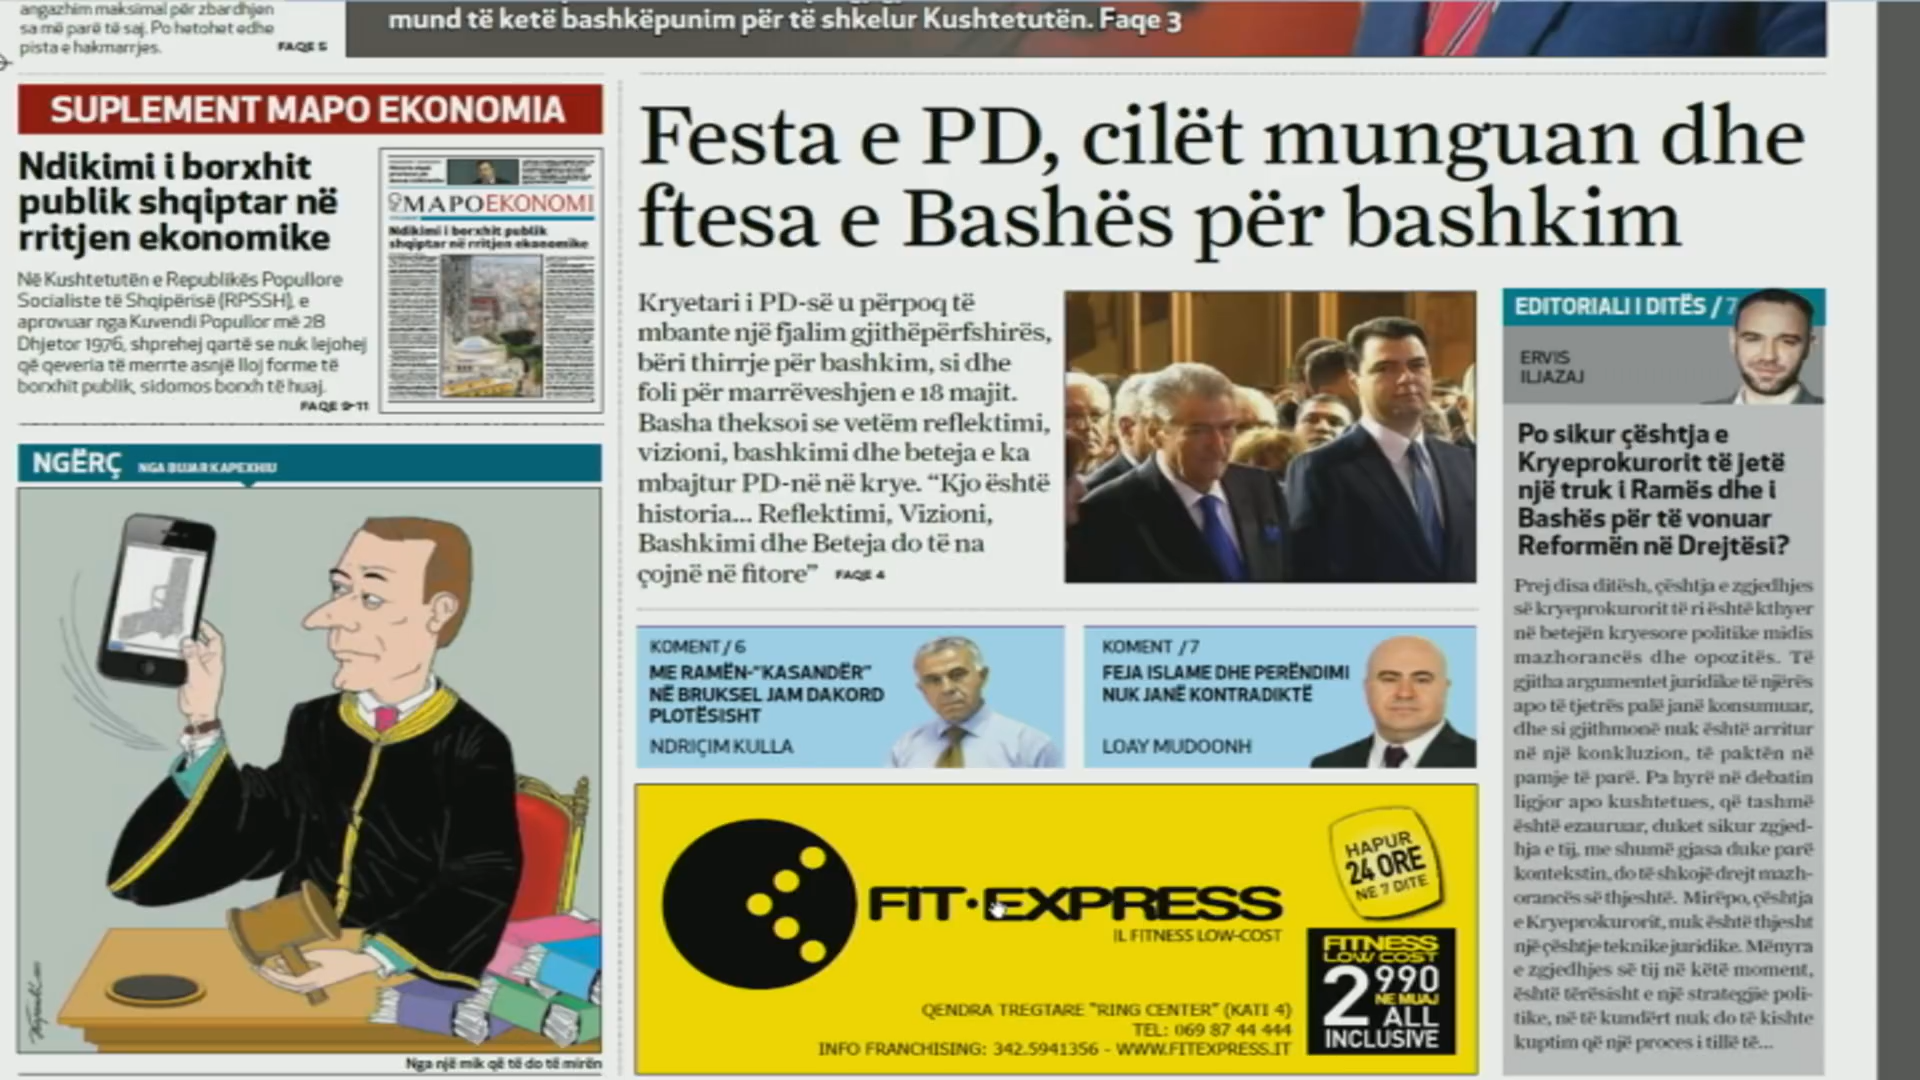 angazhim maksimal për zbardhjen
sa më parë të saj. Po hetohet edhe
pista e hakmarrjes.
FAQE 5
mund të ketë bashkëpunim për të shkelur Kushtetutën. Faqe 3
SUPLEMENT MAPO EKONOMIA
Ndikimi i borxhit
publik shqiptar në
rritjen ekonomike
Në Kushtetutën e Republikës Popullore
Socialiste të Shqipërisë (RPSSH), e
aprovuar nga Kuvendi Popullor më 28
Dhjetor 1976, shprehej qartë se nuk lejohej
që qeveria të merrte asnjë lloj forme të
borxhit publik, sidomos borxh të huaj.
FAQE 9-11
MAPOEKONOMI
Ndikimi i borxhit publik
shqiptar në rritjen ekonomike
NGËRÇ NGA BUJAR KAPEXHIU
Nga një mik që të do të mirën
Festa e PD, cilët munguan dhe
ftesa e Bashës për bashkim
Kryetari i PD-së u përpoq të
mbante një fjalim gjithëpërfshirës,
bëri thirrje për bashkim, si dhe
foli për marrëveshjen e 18 majit.
Basha theksoi se vetëm reflektimi,
vizioni, bashkimi dhe beteja e ka
mbajtur PD-në në krye. “Kjo është
historia... Reflektimi, Vizioni,
Bashkimi dhe Beteja do të na
çojnë në fitore” FAQE 4
KOMENT / 6
ME RAMËN-“KASANDËR”
NË BRUKSEL JAM DAKORD
PLOTËSISHT
NDRIÇIM KULLA
KOMENT / 7
FEJA ISLAME DHE PERËNDIMI
NUK JANË KONTRADIKTË
LOAY MUDOONH
FIT·EXPRESS
IL FITNESS LOW-COST
HAPUR
24 ORE
NE 7 DITE
FITNESS
LOW COST
2990
NE MUAJ
ALL
INCLUSIVE
QENDRA TREGTARE "RING CENTER" (KATI 4)
TEL: 069 87 44 444
INFO FRANCHISING: 342.5941356 - WWW.FITEXPRESS.IT
EDITORIALI I DITËS / 7
ERVIS
ILJAZAJ
Po sikur çështja e
Kryeprokurorit të jetë
një truk i Ramës dhe i
Bashës për të vonuar
Reformën në Drejtësi?
Prej disa ditësh, çështja e zgjedhjes
së kryeprokurorit të ri është kthyer
në betejën kryesore politike midis
mazhorancës dhe opozitës. Të
gjitha argumentet juridike të njërës
apo të tjetrës palë janë konsumuar,
dhe si gjithmonë nuk është arritur
në një konkluzion, të paktën në
pamje të parë. Pa hyrë në debatin
ligjor apo kushtetues, që tashmë
është ezauruar, duket sikur zgjed-
hja e tij, me shumë gjasa duke parë
kontekstin, do të shkojë drejt mazh-
orancës së thjeshtë. Mirëpo, çështja
e Kryeprokurorit, nuk është thjesht
një çështje teknike juridike. Mënyra
e zgjedhjes së tij në këtë moment,
është tërësisht e një strategjie poli-
tike, në të kundërt nuk do të kishte
kuptim që një proces i tillë të...